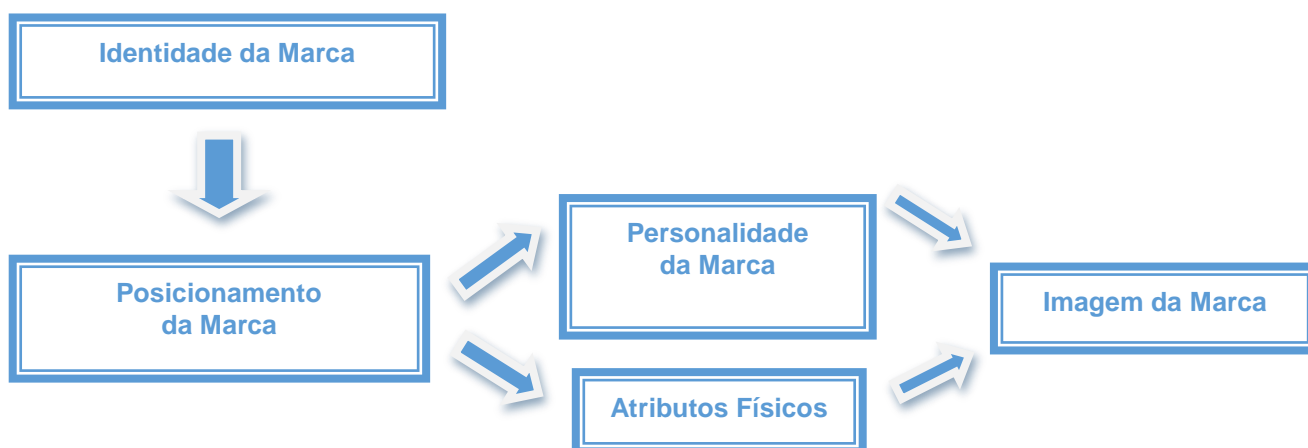 Identidade da Marca
Personalidade
da Marca
Posicionamento
da Marca
Imagem da Marca
Atributos Físicos